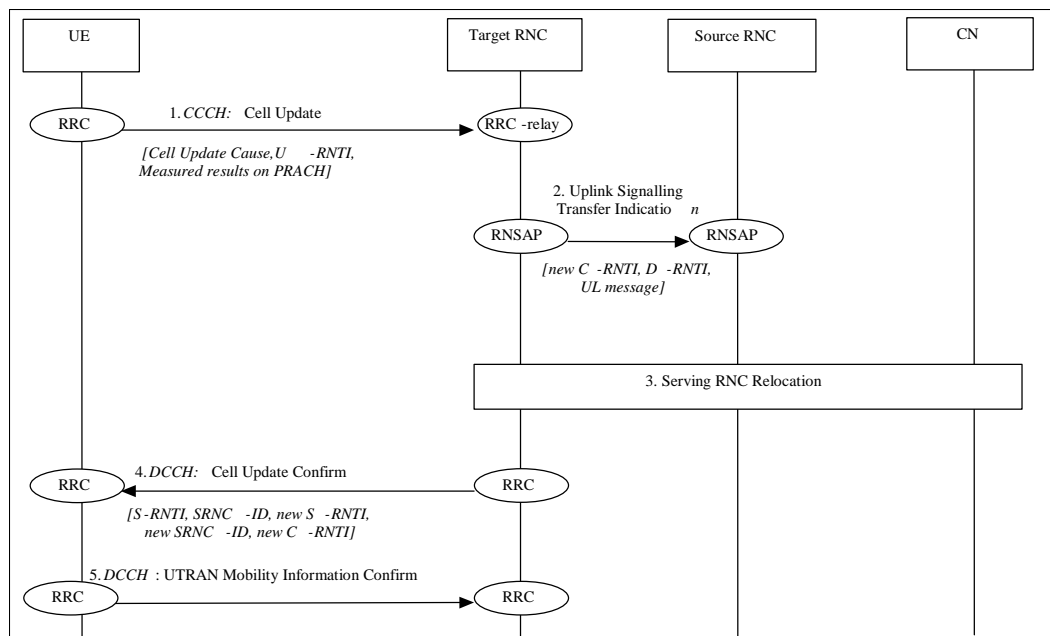 UE
Target RNC
Source RNC
CN
1. CCCH: Cell Update
RRC
RRC -relay
[Cell Update Cause,U -RNTI,
Measured results on PRACH]
2. Uplink Signalling
Transfer Indicatio n
RNSAP
RNSAP
[new C -RNTI, D -RNTI,
UL message]
3. Serving RNC Relocation
4. DCCH: Cell Update Confirm
RRC
RRC
[S-RNTI, SRNC -ID, new S -RNTI,
new SRNC -ID, new C -RNTI]
5. DCCH : UTRAN Mobility Information Confirm
RRC
RRC